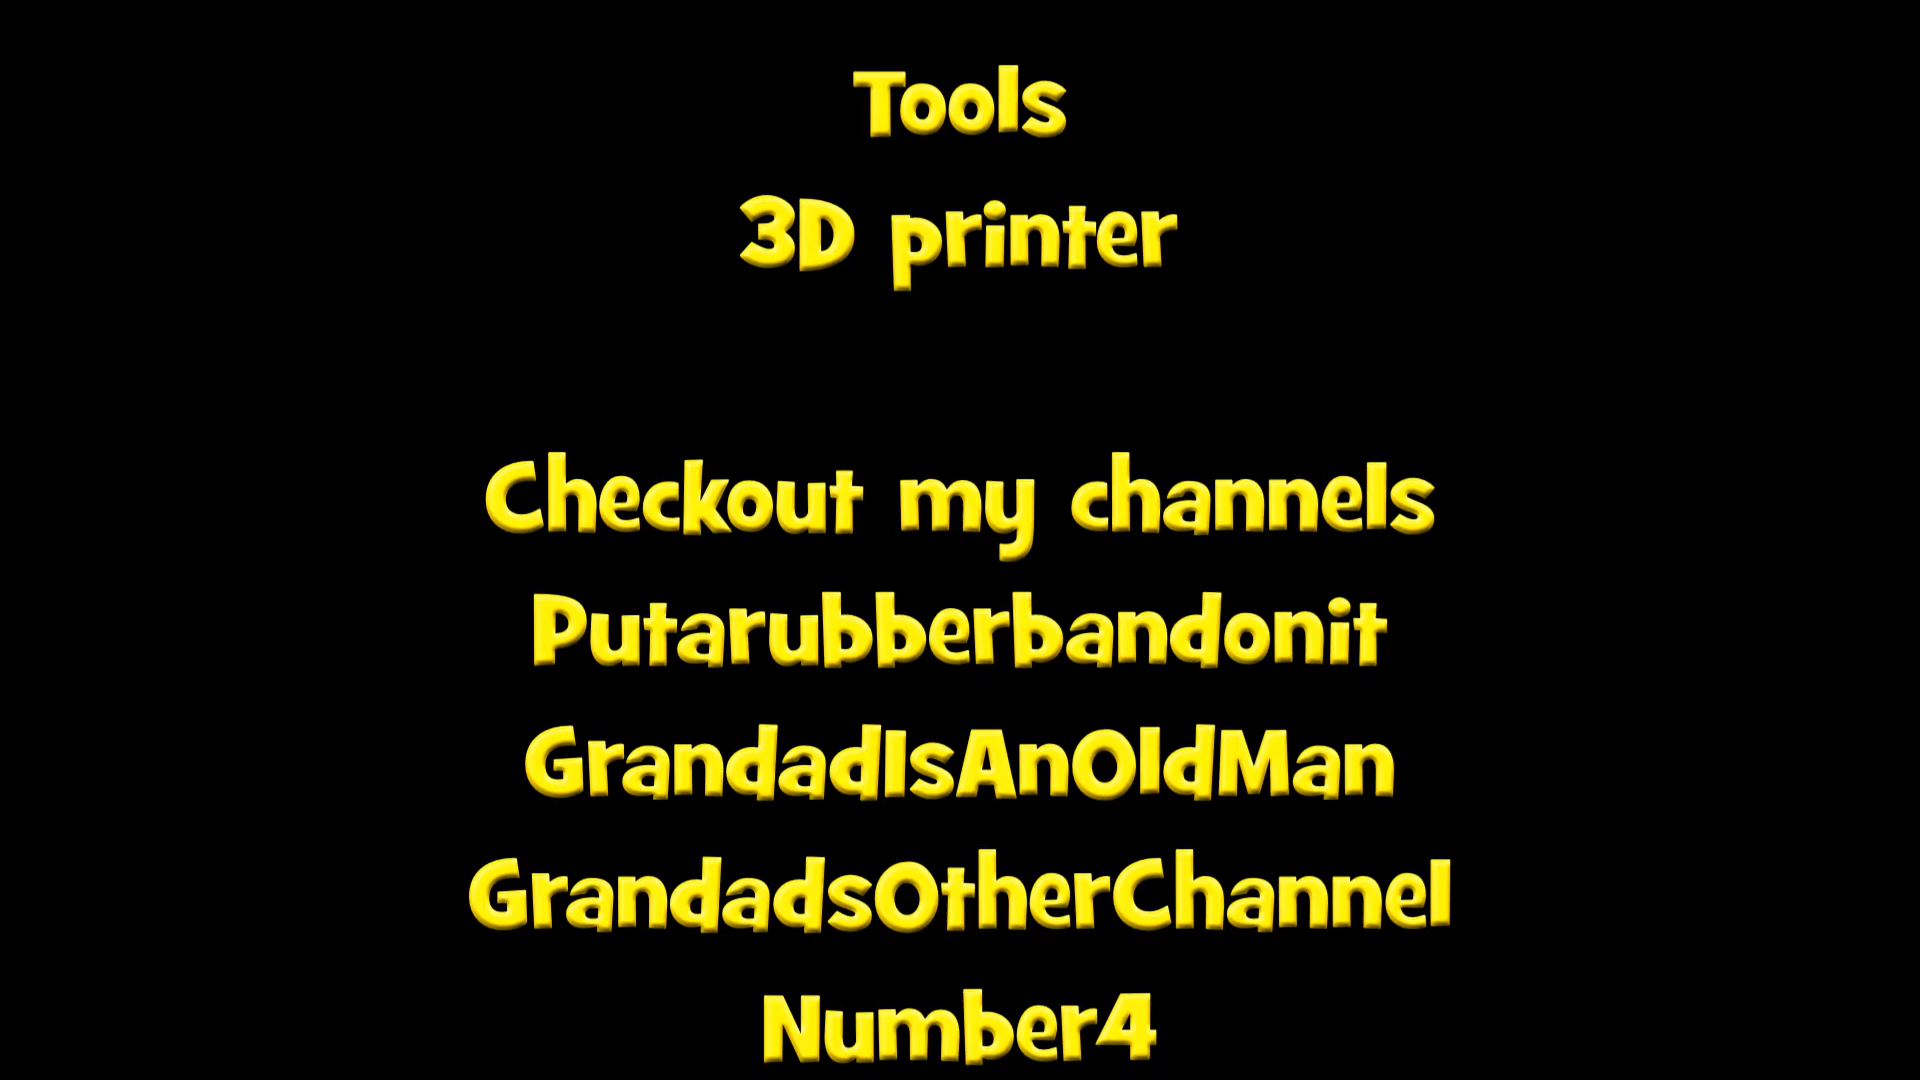 Tools
3D printer
Checkout my channels
Putarubberbandonit
GrandadIsAnOldMan
GrandadsOtherChannel
Number4